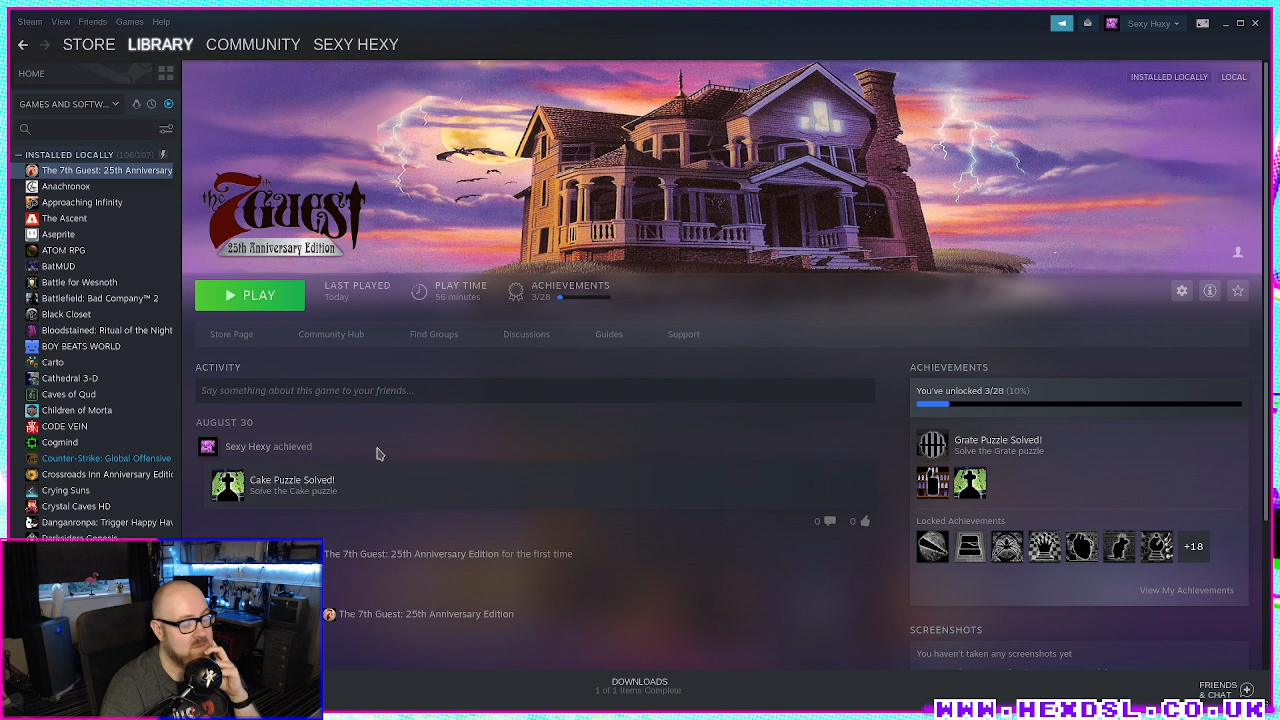 Steam View Friends Games Help
Sexy Hexy
STORE LIBRARY COMMUNITY SEXY HEXY
HOME
INSTALLED LOCALLY LOCAL
GAMES AND SOFTW...
INSTALLED LOCALLY (106/107)
The 7th Guest: 25th Anniversary
Anachronox
Approaching Infinity
The Ascent
Aseprite
ATOM RPG
BatMUD
Battle for Wesnoth
Battlefield: Bad Company™ 2
Black Closet
Bloodstained: Ritual of the Night
BOY BEATS WORLD
Carto
Cathedral 3-D
Caves of Qud
Children of Morta
CODE VEIN
Cogmind
Counter-Strike: Global Offensive
Crossroads Inn Anniversary Editic
Crying Suns
Crystal Caves HD
Danganronpa: Trigger Happy Hav
Darksiders Genesis
the 7th Guest
25th Anniversary Edition
PLAY
LAST PLAYED
Today
PLAY TIME
56 minutes
ACHIEVEMENTS
3/28
Store Page Community Hub Find Groups Discussions Guides Support
ACTIVITY
Say something about this game to your friends...
AUGUST 30
Sexy Hexy achieved
Cake Puzzle Solved!
Solve the Cake puzzle
0 0
The 7th Guest: 25th Anniversary Edition for the first time
The 7th Guest: 25th Anniversary Edition
ACHIEVEMENTS
You've unlocked 3/28 (10%)
Grate Puzzle Solved!
Solve the Grate puzzle
Locked Achievements
+18
View My Achievements
SCREENSHOTS
You haven't taken any screenshots yet
DOWNLOADS
1 of 1 Items Complete
FRIENDS
& CHAT
WWW.HEXDSL.CO.UK